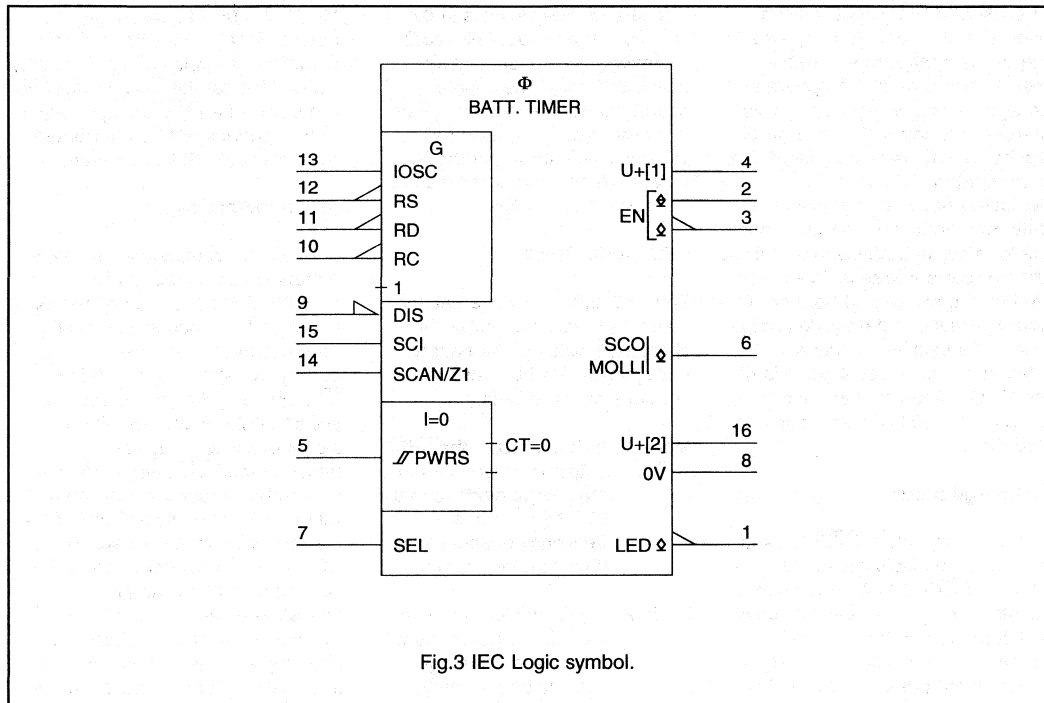 Φ
BATT. TIMER
G
13 IOSC
12 RS
11 RD
10 RC
1
9 DIS
15 SCI
14 SCAN/Z1
I=0
5 PWRS
CT=0
7 SEL
U+[1] 4
2
EN
3
SCO
MOLLI
6
U+[2] 16
0V 8
LED 1
Fig.3 IEC Logic symbol.